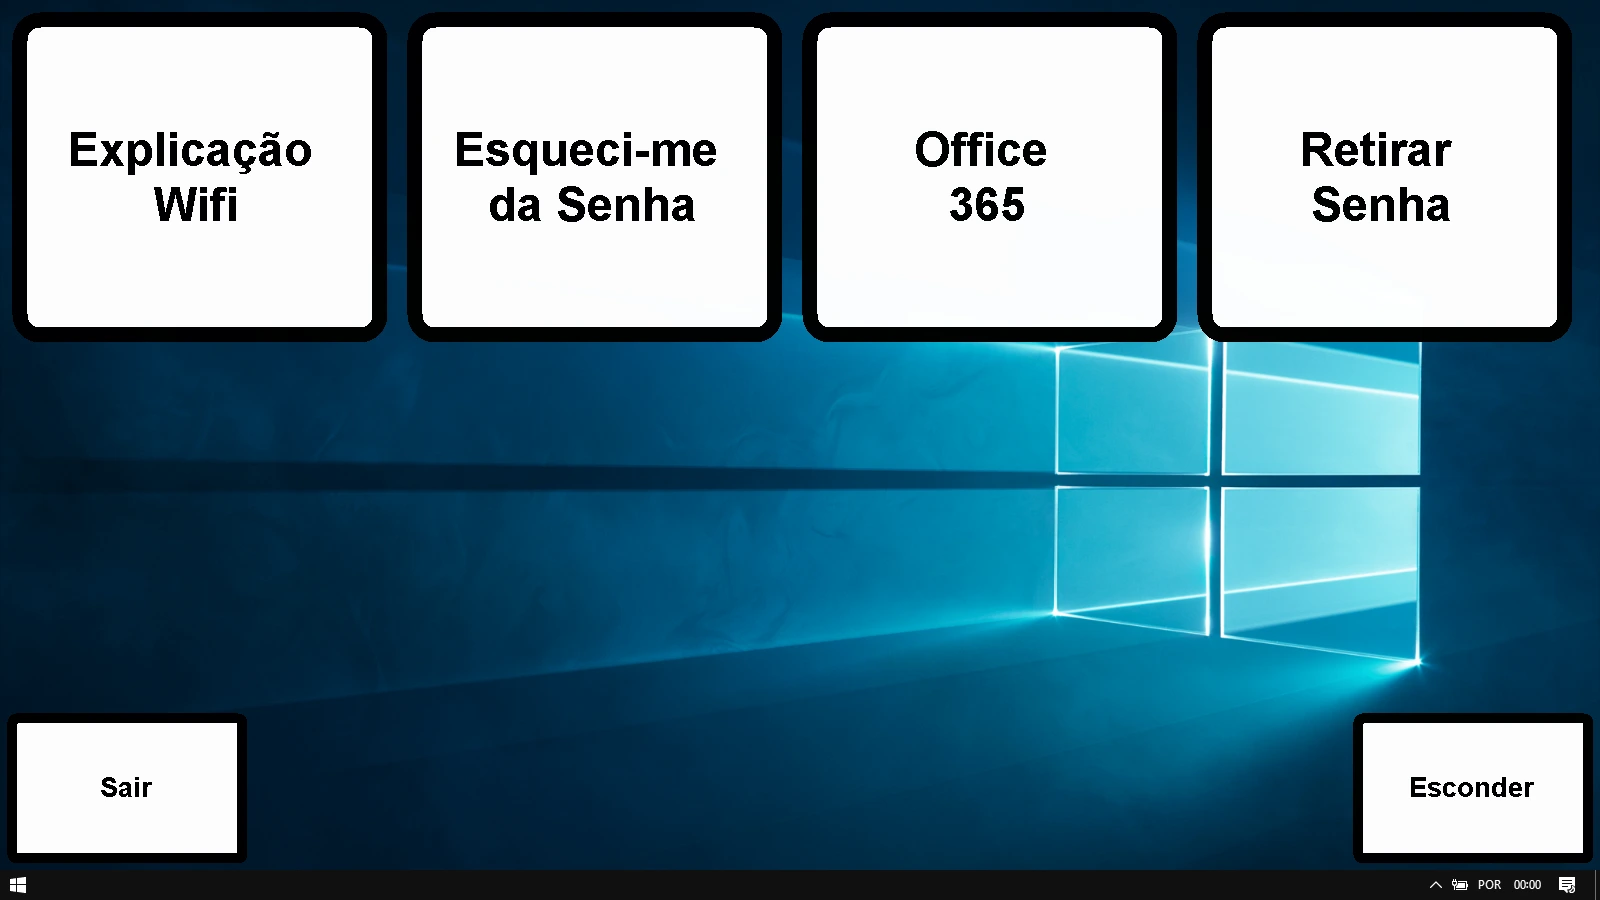 Explicação
Wifi
Esqueci-me
da Senha
Office
365
Retirar
Senha
Sair
Esconder
POR
00:00